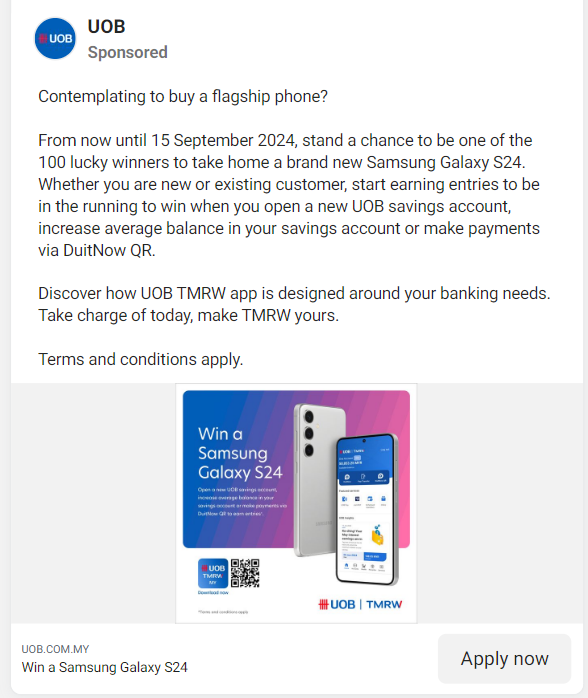 UOB
UOB
Sponsored
Contemplating to buy a flagship phone?
From now until 15 September 2024, stand a chance to be one of the
100 lucky winners to take home a brand new Samsung Galaxy S24.
Whether you are new or existing customer, start earning entries to be
in the running to win when you open a new UOB savings account,
increase average balance in your savings account or make payments
via DuitNow QR.
Discover how UOB TMRW app is designed around your banking needs.
Take charge of today, make TMRW yours.
Terms and conditions apply.
Win a
Samsung
Galaxy S24
Open a new UOB savings account,
increase average balance in your
savings account or make payments via
DuitNow QR to earn entries*.
UOB
TMRW
MY
Download now
*Terms and conditions apply
UOB | TMRW
UOB.COM.MY
Win a Samsung Galaxy S24
Apply now